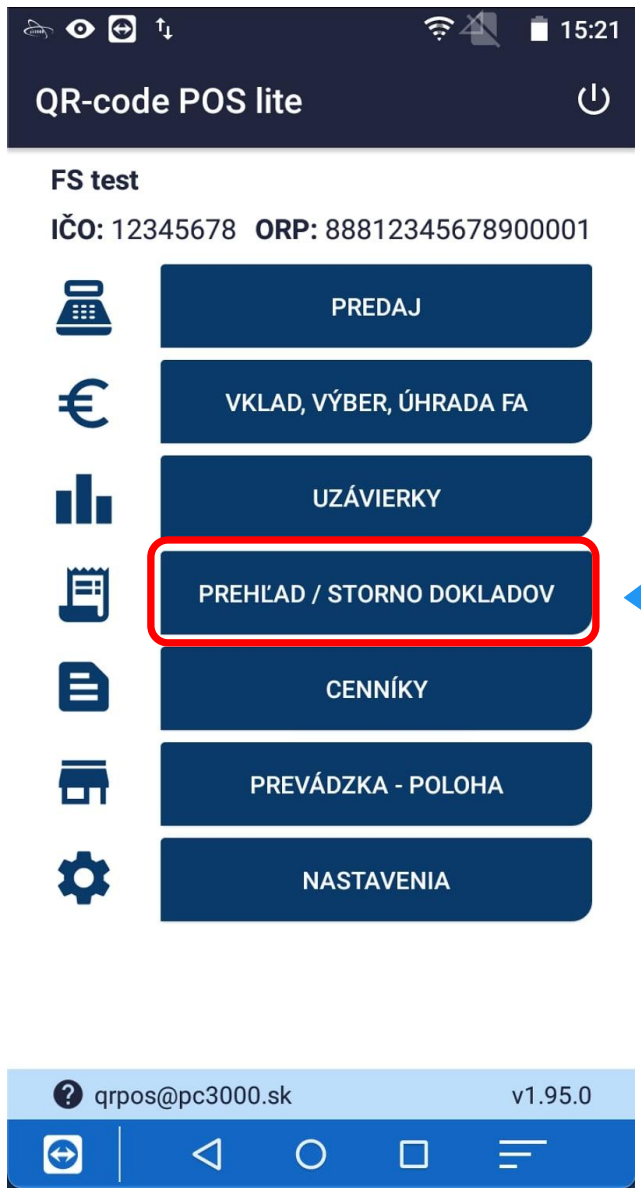 15:21
QR-code POS lite
FS test
IČO: 12345678 ORP: 88812345678900001
PREDAJ
VKLAD, VÝBER, ÚHRADA FA
UZÁVIERKY
PREHĽAD / STORNO DOKLADOV
CENNÍKY
PREVÁDZKA - POLOHA
NASTAVENIA
qrpos@pc3000.sk v1.95.0